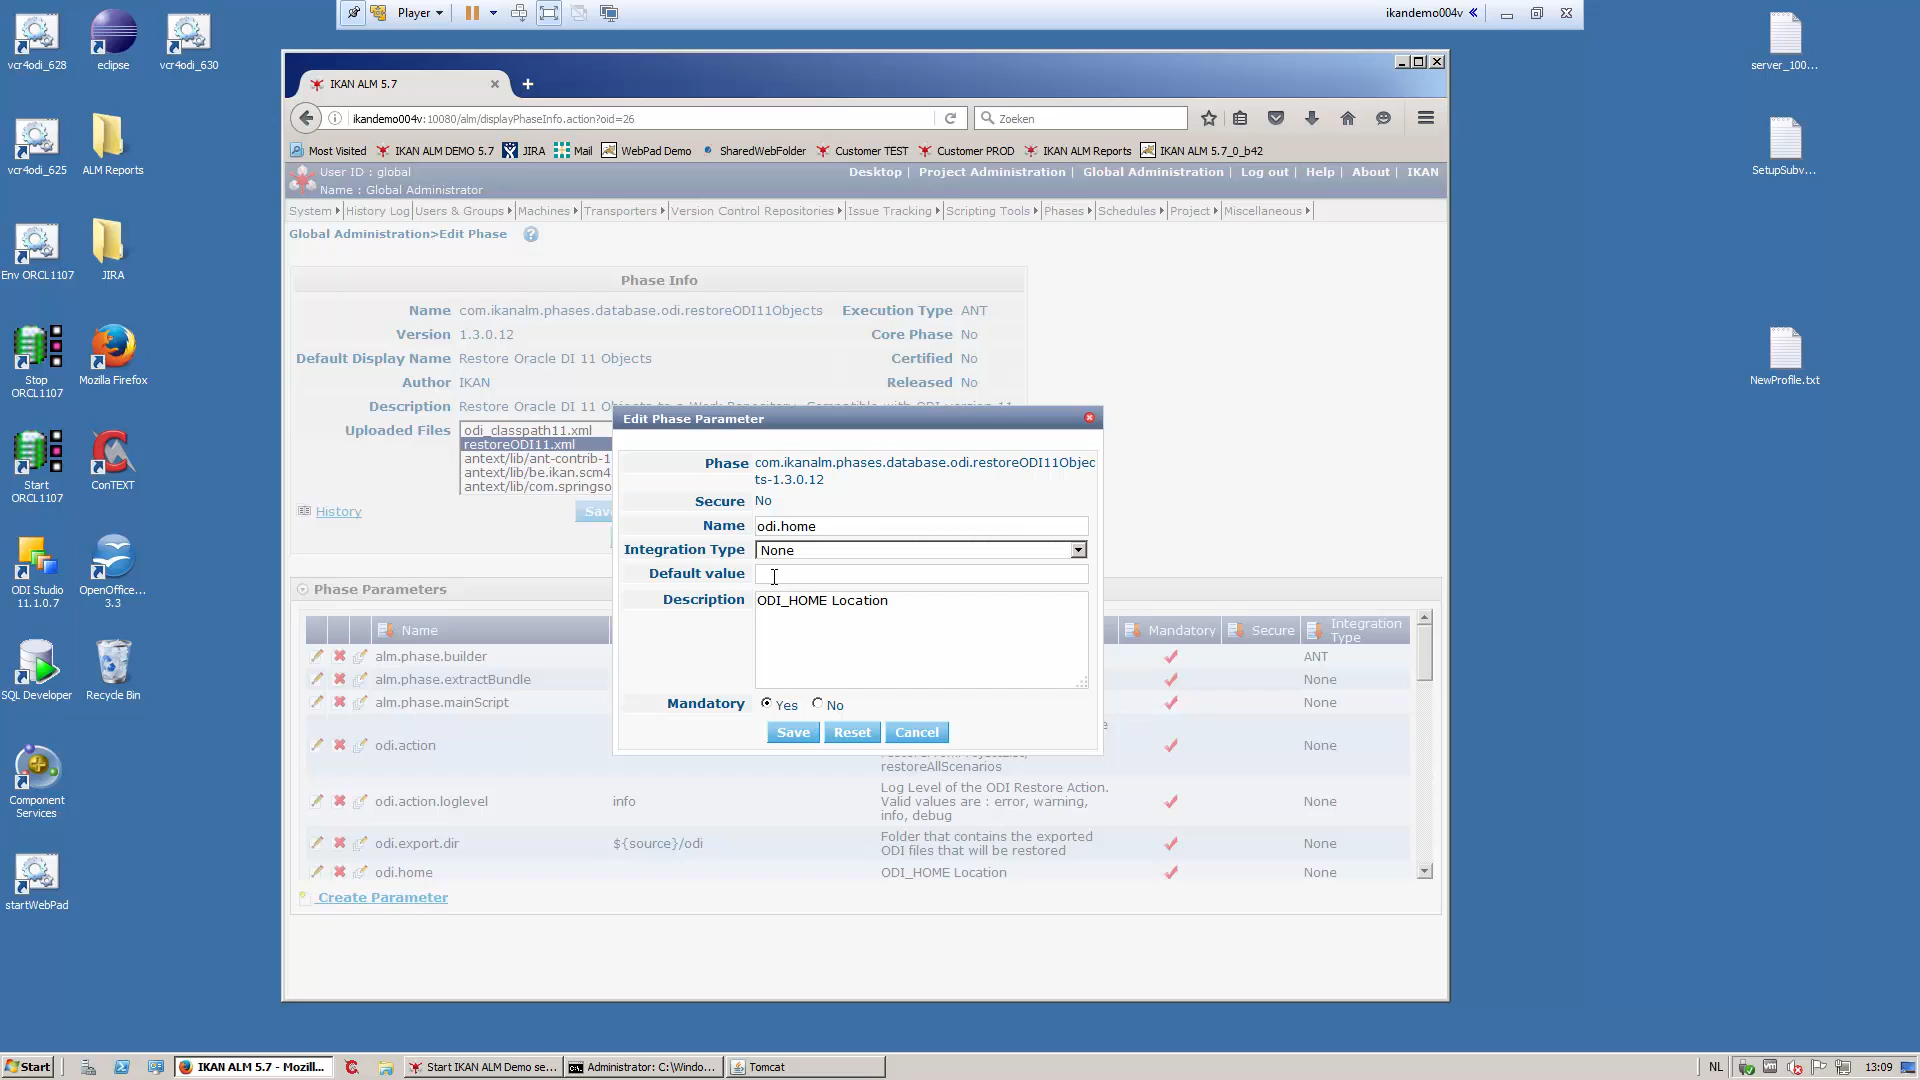 Player
ikandemo004v
vcr4odi_628
eclipse
vcr4odi_630
vcr4odi_625
ALM Reports
Env ORCL1107
JIRA
Stop
ORCL1107
Mozilla Firefox
Start
ORCL1107
ConTEXT
ODI Studio
11.1.0.7
OpenOffice....
3.3
SQL Developer
Recycle Bin
Component
Services
startWebPad
server_100...
SetupSubv...
NewProfile.txt
IKAN ALM 5.7
ikandemo004v:10080/alm/displayPhaseInfo.action?oid=26
Zoeken
Most Visited
IKAN ALM DEMO 5.7
JIRA
Mail
WebPad Demo
SharedWebFolder
Customer TEST
Customer PROD
IKAN ALM Reports
IKAN ALM 5.7_0_b42
User ID : global
Name : Global Administrator
Desktop | Project Administration | Global Administration | Log out | Help | About | IKAN
System
History Log
Users & Groups
Machines
Transporters
Version Control Repositories
Issue Tracking
Scripting Tools
Phases
Schedules
Project
Miscellaneous
Global Administration>Edit Phase
Phase Info
Name com.ikanalm.phases.database.odi.restoreODI11Objects
Execution Type ANT
Version 1.3.0.12
Core Phase No
Default Display Name Restore Oracle DI 11 Objects
Certified No
Author IKAN
Released No
Description Restore Oracle DI 11 Objects to a Work Repository. Compatible with ODI version 11
Uploaded Files
odi_classpath11.xml
restoreODI11.xml
antext/lib/ant-contrib-1
antext/lib/be.ikan.scm4
antext/lib/com.springso
History
Sav
Edit Phase Parameter
Phase com.ikanalm.phases.database.odi.restoreODI11Objec
ts-1.3.0.12
Secure No
Name odi.home
Integration Type None
Default value
Description ODI_HOME Location
Mandatory Yes No
Save Reset Cancel
Phase Parameters
Name
Mandatory
Secure
Integration
Type
alm.phase.builder
ANT
alm.phase.extractBundle
None
alm.phase.mainScript
None
odi.action
None
restoreAllScenarios
odi.action.loglevel
info
Log Level of the ODI Restore Action.
Valid values are : error, warning,
info, debug
None
odi.export.dir
${source}/odi
Folder that contains the exported
ODI files that will be restored
None
odi.home
ODI_HOME Location
None
Create Parameter
Start
IKAN ALM 5.7 - Mozill...
Start IKAN ALM Demo se...
Administrator: C:\Windo...
Tomcat
NL
13:09